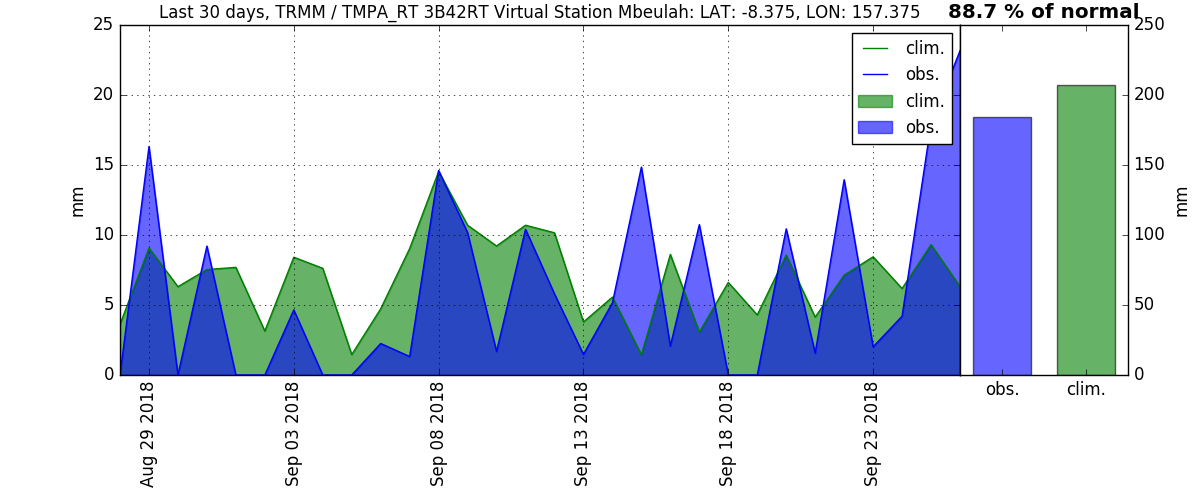 Last 30 days, TRMM / TMPA_RT 3B42RT Virtual Station Mbeulah: LAT: -8.375, LON: 157.375
88.7 % of normal
25
20
15
10
5
0
mm
clim.
obs.
clim.
obs.
Aug 29 2018
Sep 03 2018
Sep 08 2018
Sep 13 2018
Sep 18 2018
Sep 23 2018
250
200
150
100
50
0
mm
obs.
clim.